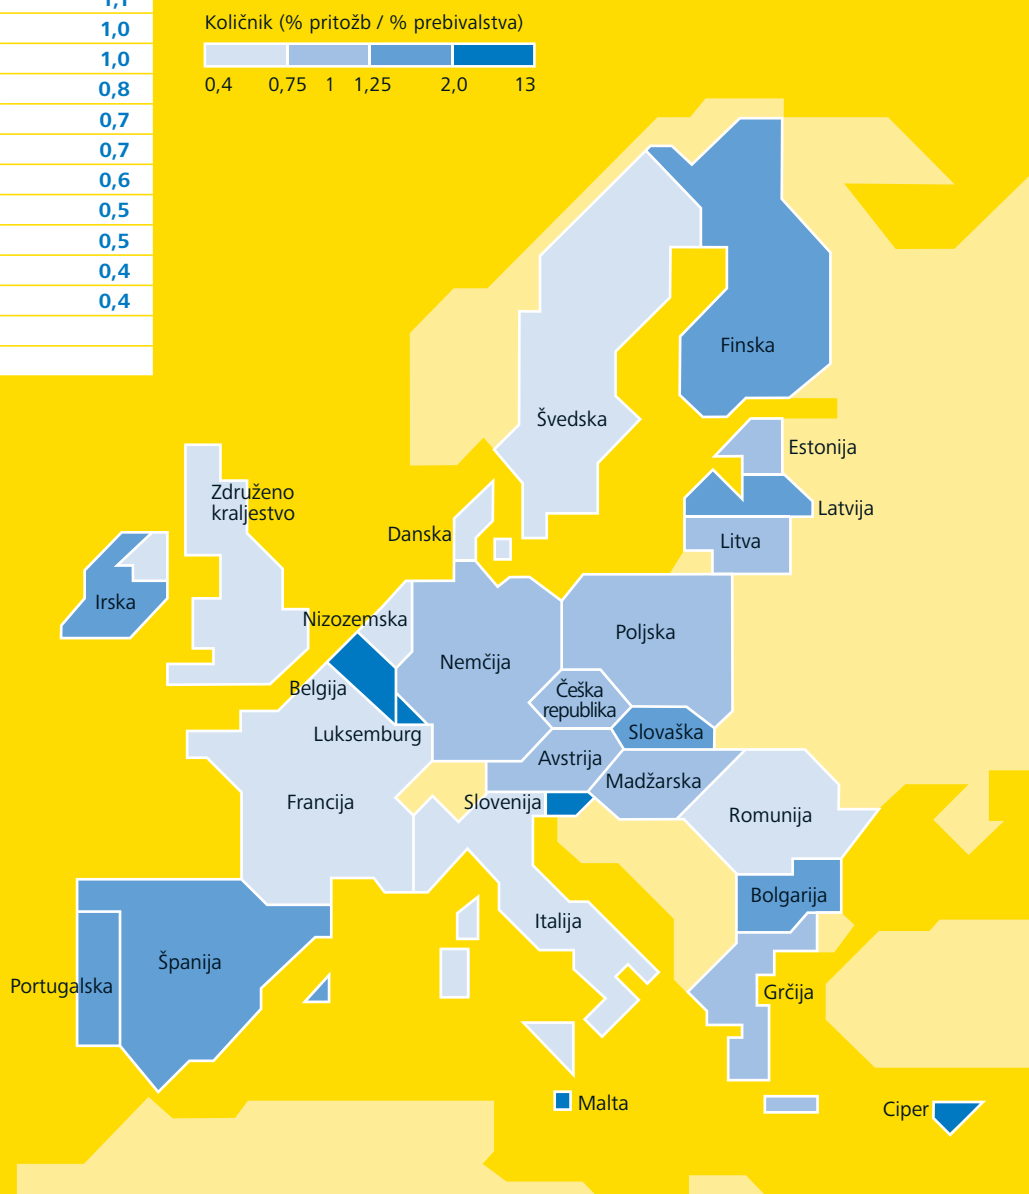 1,1
1,0
1,0
0,8
0,7
0,7
0,6
0,5
0,5
0,4
0,4
Količnik (% pritožb / % prebivalstva)
0,4 0,75 1 1,25 2,0 13
Finska
Švedska
Estonija
Latvija
Litva
Danska
Združeno
kraljestvo
Irska
Nizozemska
Poljska
Nemčija
Belgija
Češka
republika
Luksemburg
Slovaška
Avstrija
Madžarska
Francija
Slovenija
Romunija
Bolgarija
Italija
Španija
Portugalska
Grčija
Malta
Ciper